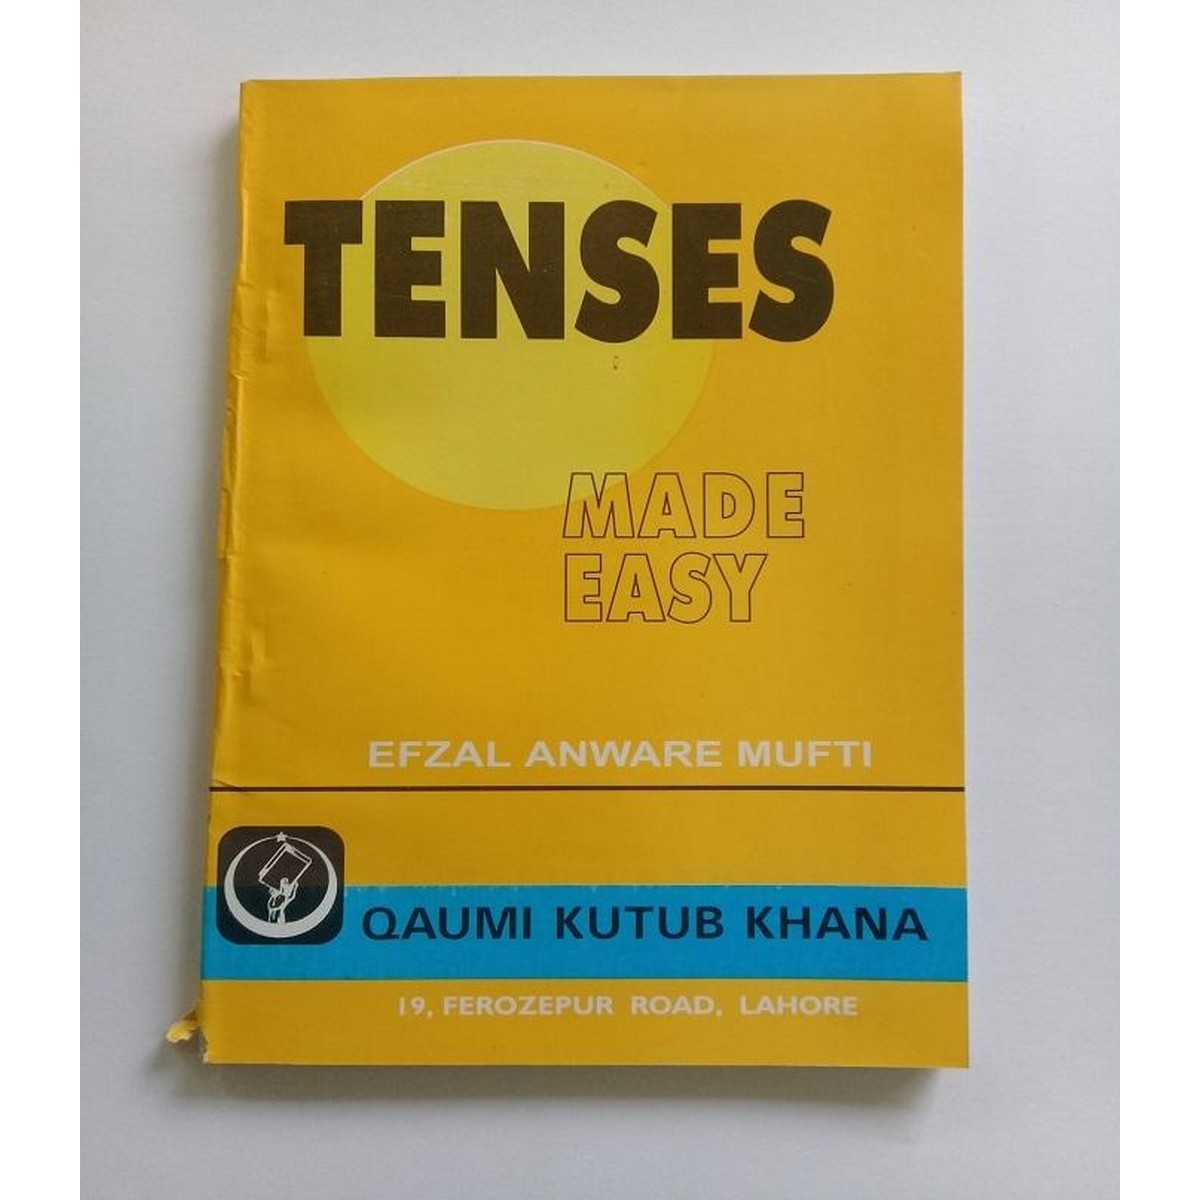 TENSES
MADE
EASY
EFZAL ANWARE MUFTI
QAUMI KUTUB KHANA
19, FEROZEPUR ROAD, LAHORE